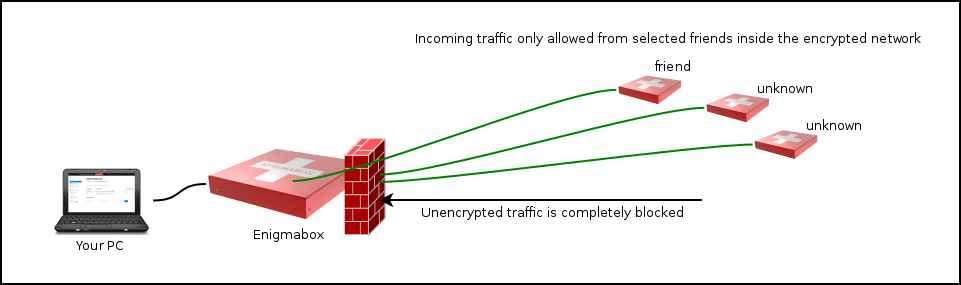 Incoming traffic only allowed from selected friends inside the encrypted network
friend
unknown
unknown
ENIGMABOX
Unencrypted traffic is completely blocked
Enigmabox
Your PC